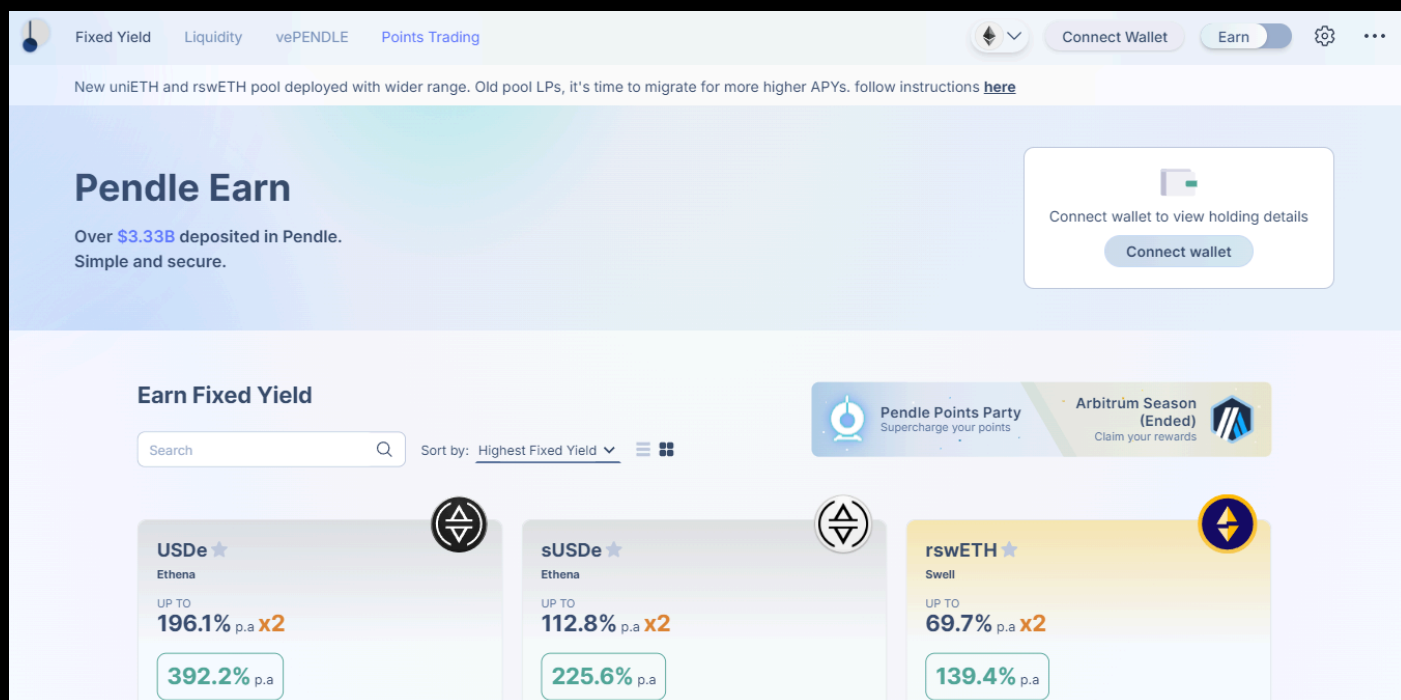 Fixed Yield Liquidity vePENDLE Points Trading Connect Wallet Earn
New uniETH and rswETH pool deployed with wider range. Old pool LPs, it's time to migrate for more higher APYs. follow instructions here
Pendle Earn
Over $3.33B deposited in Pendle.
Simple and secure.
Connect wallet to view holding details
Connect wallet
Earn Fixed Yield
Search
Sort by: Highest Fixed Yield
Pendle Points Party
Supercharge your points
Arbitrum Season
(Ended)
Claim your rewards
USDe
Ethena
UP TO
196.1% p.a x2
392.2% p.a
sUSDe
Ethena
UP TO
112.8% p.a x2
225.6% p.a
rswETH
Swell
UP TO
69.7% p.a x2
139.4% p.a